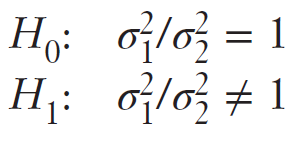 H₀: σ₁²/σ₂² = 1
H₁: σ₁²/σ₂² ≠ 1